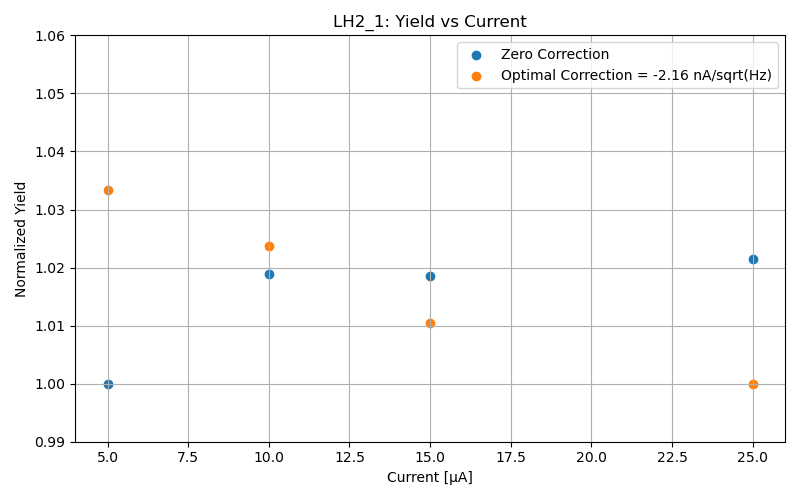 LH2_1: Yield vs Current
Zero Correction
Optimal Correction = -2.16 nA/sqrt(Hz)
Normalized Yield
1.06
1.05
1.04
1.03
1.02
1.01
1.00
0.99
5.0 7.5 10.0 12.5 15.0 17.5 20.0 22.5 25.0
Current [μA]